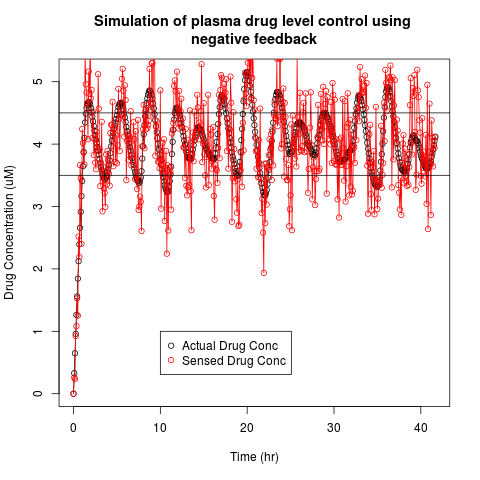 Simulation of plasma drug level control using
negative feedback
Drug Concentration (uM)
5
4
3
2
1
0
Actual Drug Conc
Sensed Drug Conc
0 10 20 30 40
Time (hr)